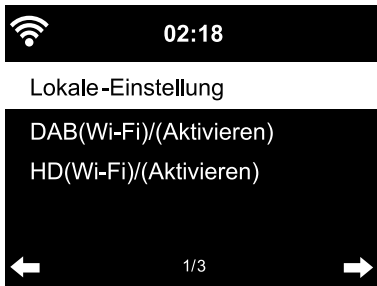 02:18
Lokale-Einstellung
DAB(Wi-Fi)/(Aktivieren)
HD(Wi-Fi)/(Aktivieren)
1/3